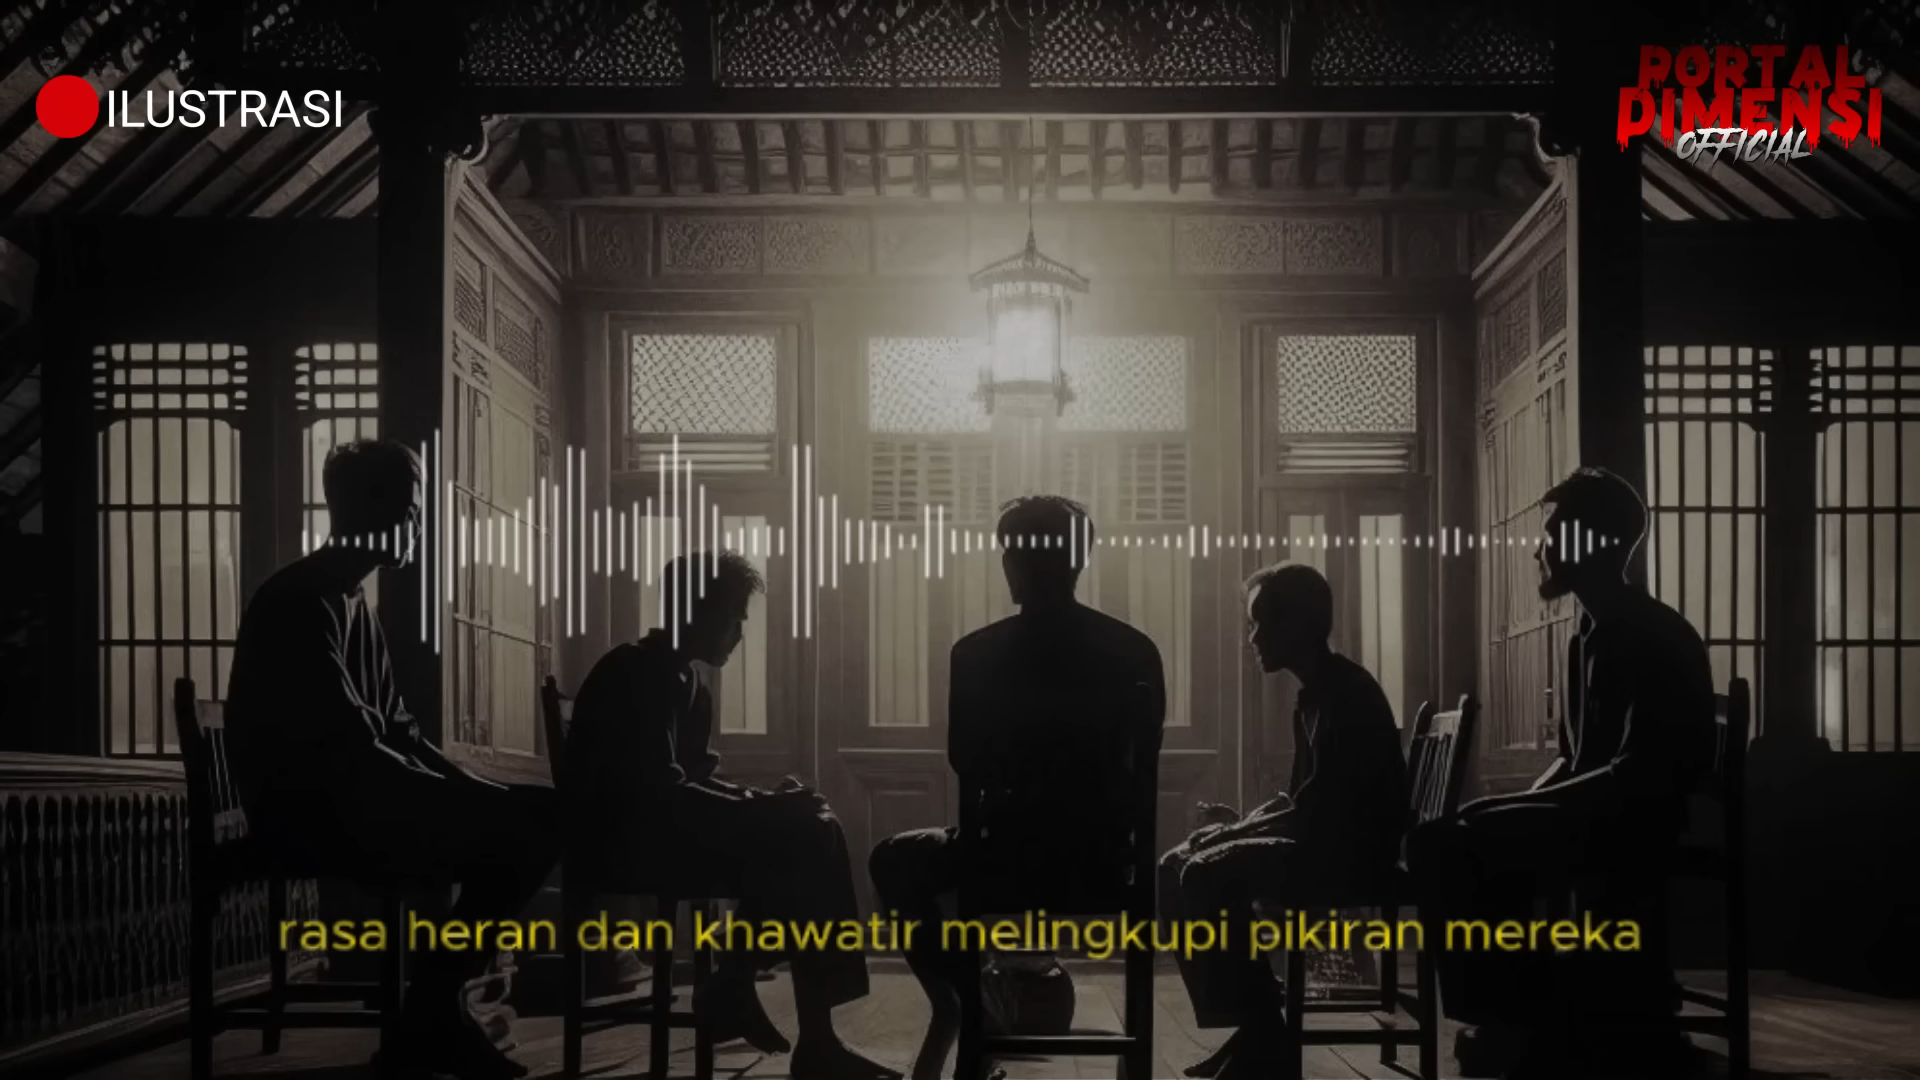 ILUSTRASI
PORTAL
DIMENSI
OFFICIAL
rasa heran dan khawatir melingkupi pikiran mereka